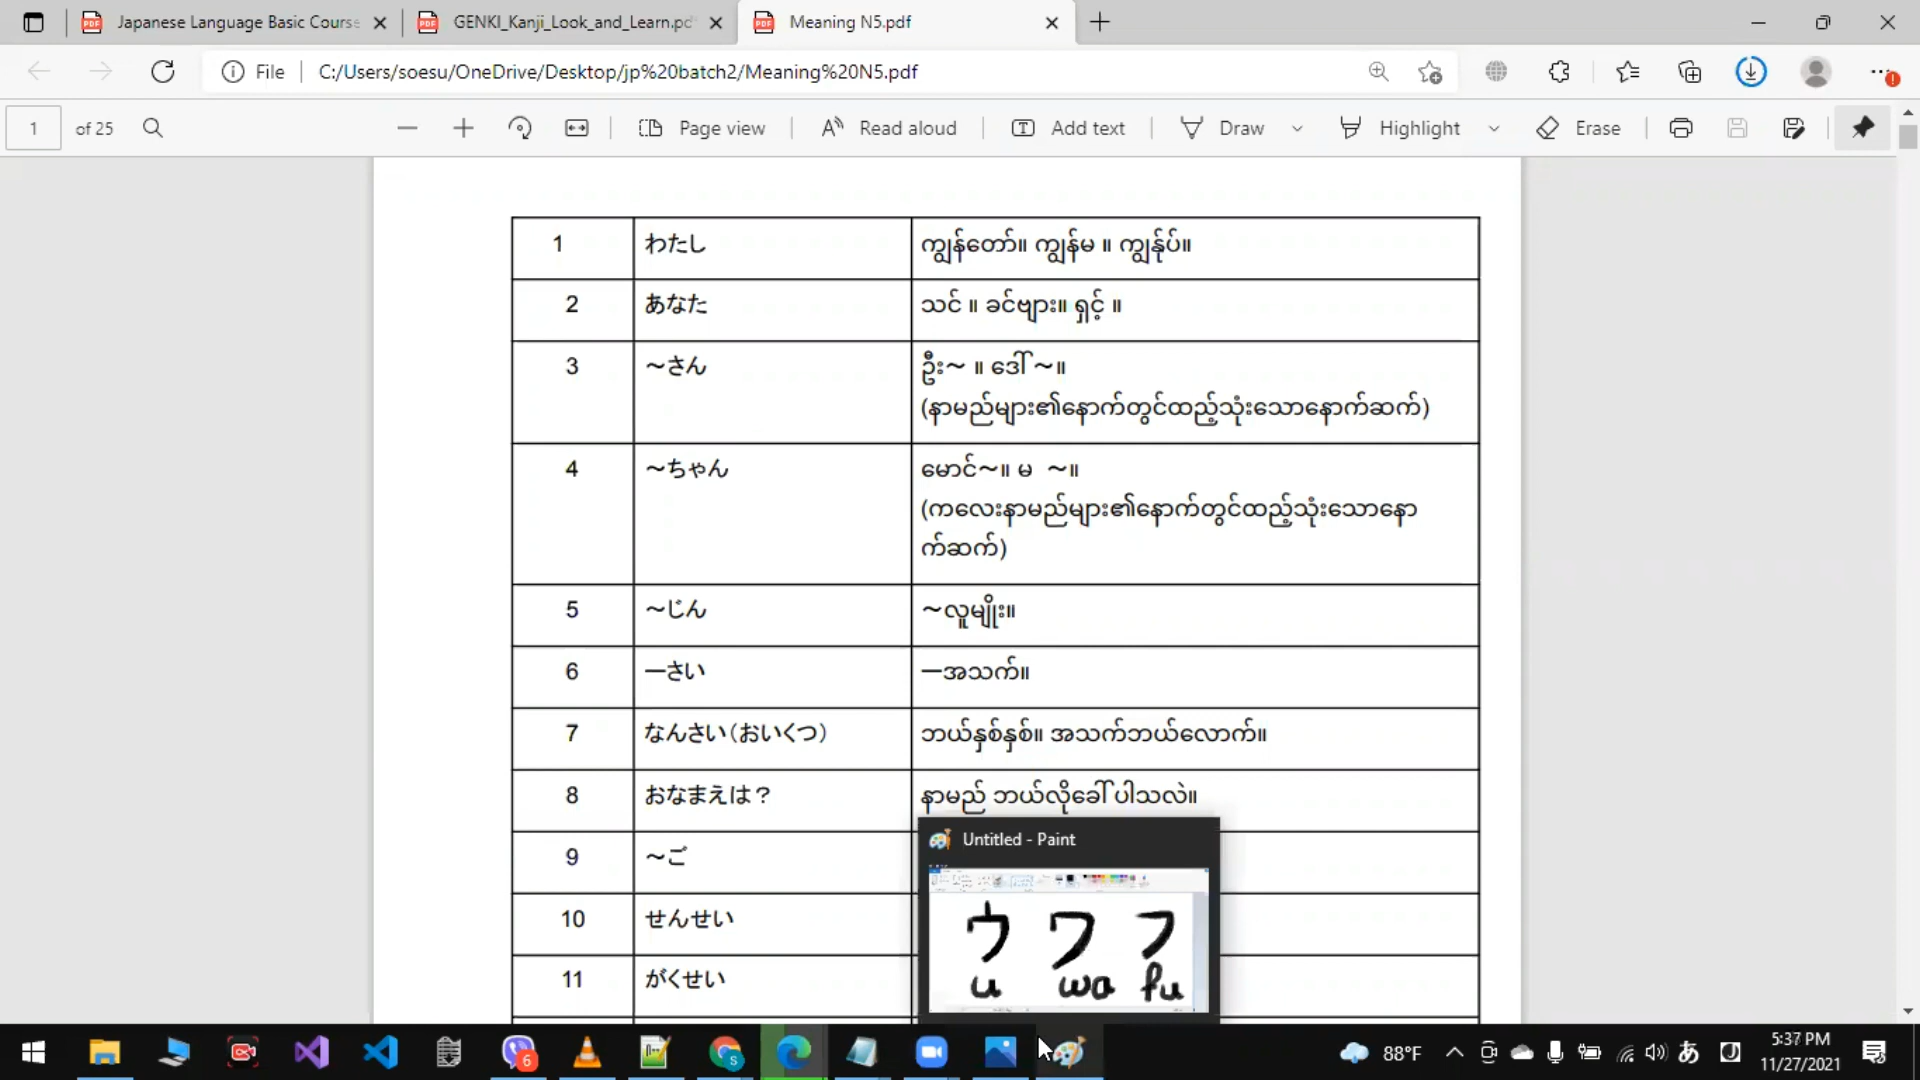 Japanese Language Basic Course
GENKI_Kanji_Look_and_Learn.pd
Meaning N5.pdf
File
C:/Users/soesu/OneDrive/Desktop/jp%20batch2/Meaning%20N5.pdf
1 of 25
Page view
Read aloud
Add text
Draw
Highlight
Erase
1 わたし ကျွန်တော်။ ကျွန်မ ။ ကျွန်ုပ်။
2 あなた သင် ။ ခင်ဗျား။ ရှင့် ။
3 ~さん ဦး~ ။ ဒေါ် ~။
(နာမည်များ၏နောက်တွင်ထည့်သုံးသောနောက်ဆက်)
4 ~ちゃん မောင်~။ မ ~။
(ကလေးနာမည်များ၏နောက်တွင်ထည့်သုံးသောနော
က်ဆက်)
5 ~じん ~လူမျိုး။
6 ーさい ーအသက်။
7 なんさい(おいくつ) ဘယ်နှစ်နှစ်။ အသက်ဘယ်လောက်။
8 おなまえは? နာမည် ဘယ်လိုခေါ်ပါသလဲ။
9 ~ご
10 せんせい
11 がくせい
Untitled - Paint
ウ ワ フ
u wa fu
6
88°F
あ
5:37 PM
11/27/2021